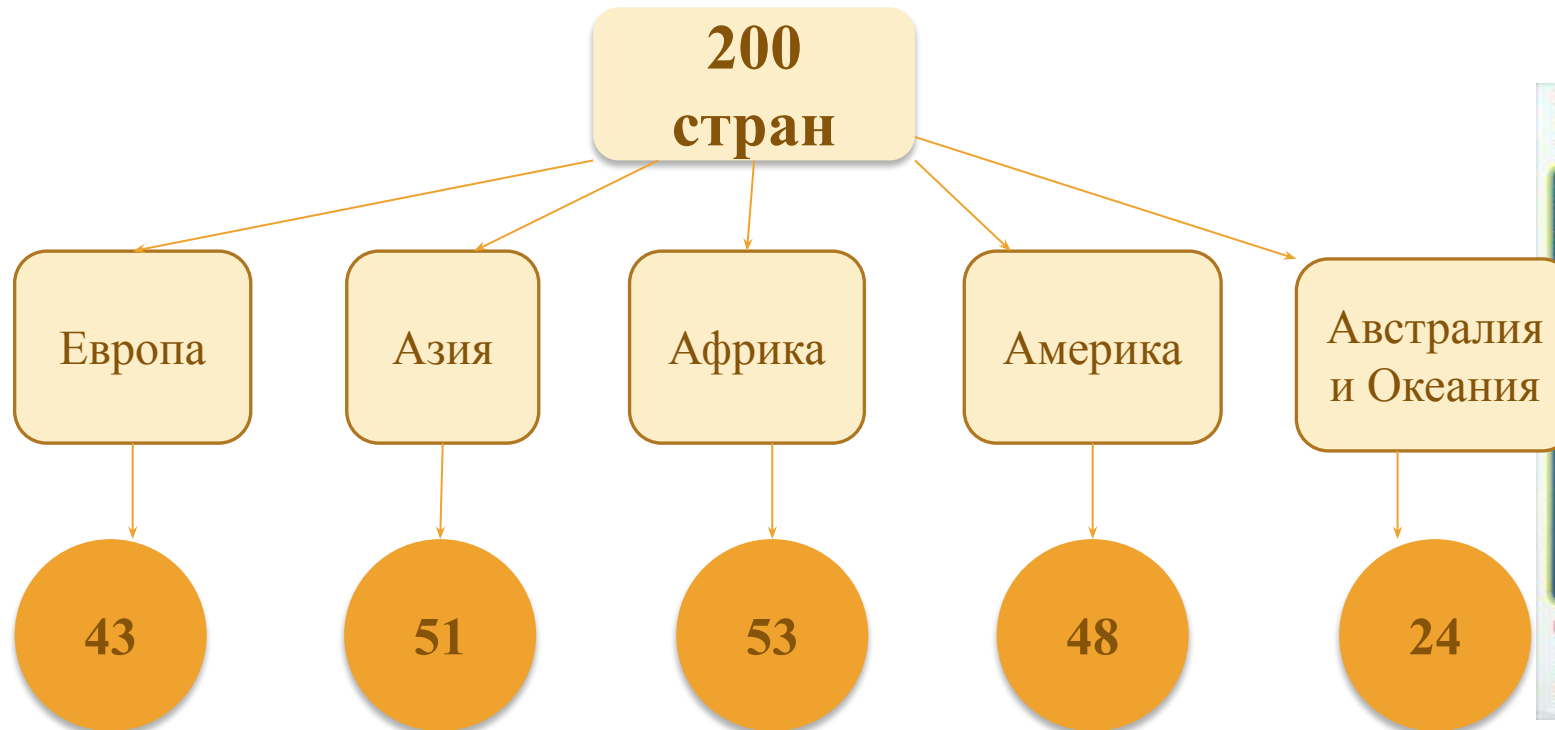 200
стран
Европа
Азия
Африка
Америка
Австралия
и Океания
43
51
53
48
24